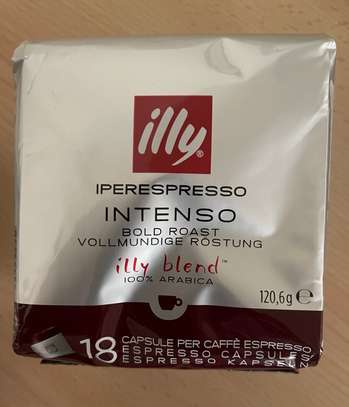 illy®
IPERESPRESSO
INTENSO
BOLD ROAST
VOLLMUNDIGE RÖSTUNG
illy blend™
100% ARABICA
120,6g ℮
18 CAPSULE PER CAFFÈ ESPRESSO
ESPRESSO CAPSULES
ESPRESSO KAPSELN